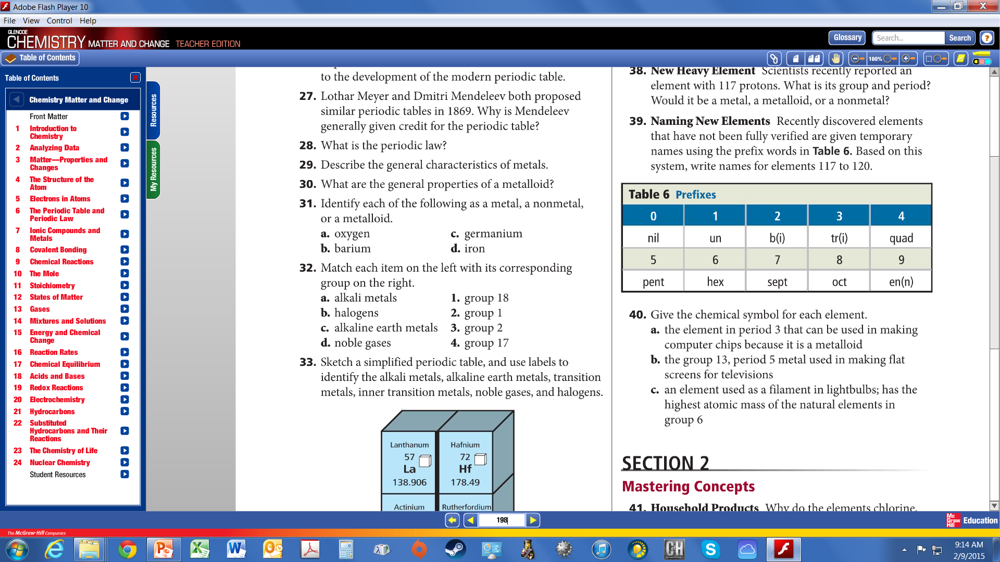 Adobe Flash Player 10
File View Control Help
GLENCOE
CHEMISTRY MATTER AND CHANGE TEACHER EDITION
Glossary
Search...
Search
?
Table of Contents
100%
Table of Contents
Chemistry Matter and Change
Front Matter
1 Introduction to
Chemistry
2 Analyzing Data
3 Matter—Properties and
Changes
4 The Structure of the
Atom
5 Electrons in Atoms
6 The Periodic Table and
Periodic Law
7 Ionic Compounds and
Metals
8 Covalent Bonding
9 Chemical Reactions
10 The Mole
11 Stoichiometry
12 States of Matter
13 Gases
14 Mixtures and Solutions
15 Energy and Chemical
Change
16 Reaction Rates
17 Chemical Equilibrium
18 Acids and Bases
19 Redox Reactions
20 Electrochemistry
21 Hydrocarbons
22 Substituted
Hydrocarbons and Their
Reactions
23 The Chemistry of Life
24 Nuclear Chemistry
Student Resources
Resources
My Resources
to the development of the modern periodic table.
27. Lothar Meyer and Dmitri Mendeleev both proposed
similar periodic tables in 1869. Why is Mendeleev
generally given credit for the periodic table?
28. What is the periodic law?
29. Describe the general characteristics of metals.
30. What are the general properties of a metalloid?
31. Identify each of the following as a metal, a nonmetal,
or a metalloid.
a. oxygen c. germanium
b. barium d. iron
32. Match each item on the left with its corresponding
group on the right.
a. alkali metals 1. group 18
b. halogens 2. group 1
c. alkaline earth metals 3. group 2
d. noble gases 4. group 17
33. Sketch a simplified periodic table, and use labels to
identify the alkali metals, alkaline earth metals, transition
metals, inner transition metals, noble gases, and halogens.
Lanthanum Hafnium
57 72
La Hf
138.906 178.49
Actinium Rutherfordium
38. New Heavy Element Scientists recently reported an
element with 117 protons. What is its group and period?
Would it be a metal, a metalloid, or a nonmetal?
39. Naming New Elements Recently discovered elements
that have not been fully verified are given temporary
names using the prefix words in Table 6. Based on this
system, write names for elements 117 to 120.
Table 6 Prefixes
0 1 2 3 4
nil un b(i) tr(i) quad
5 6 7 8 9
pent hex sept oct en(n)
40. Give the chemical symbol for each element.
a. the element in period 3 that can be used in making
computer chips because it is a metalloid
b. the group 13, period 5 metal used in making flat
screens for televisions
c. an element used as a filament in lightbulbs; has the
highest atomic mass of the natural elements in
group 6
SECTION 2
Mastering Concepts
41. Household Products Why do the elements chlorine,
198
Mc
Graw
Hill Education
The McGraw·Hill Companies
9:14 AM
2/9/2015